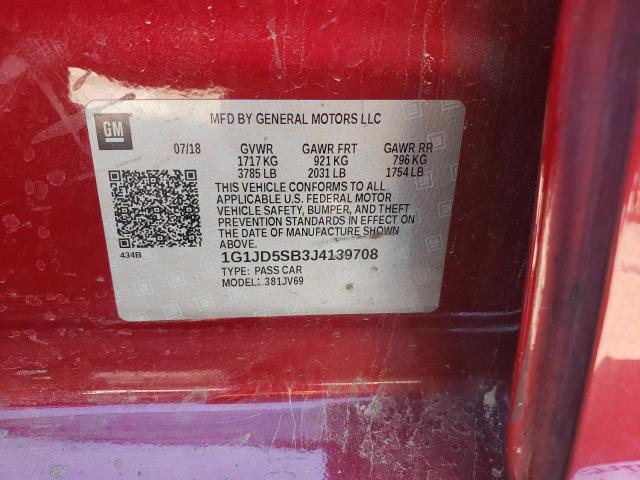 GM
MFD BY GENERAL MOTORS LLC
07/18 GVWR GAWR FRT GAWR RR
1717 KG 921 KG 796 KG
3785 LB 2031 LB 1754 LB
THIS VEHICLE CONFORMS TO ALL
APPLICABLE U.S. FEDERAL MOTOR
VEHICLE SAFETY, BUMPER, AND THEFT
PREVENTION STANDARDS IN EFFECT ON
THE DATE OF MANUFACTURE SHOWN
ABOVE.
434B 1G1JD5SB3J4139708
TYPE: PASS CAR
MODEL: 381JV69